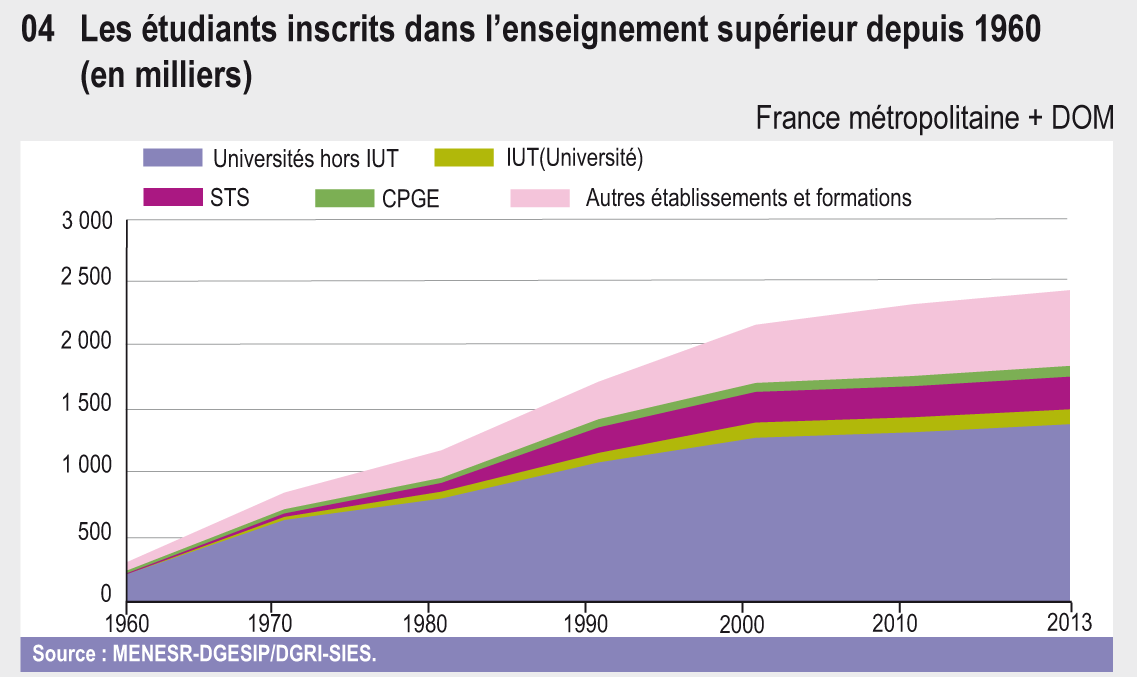 04 Les étudiants inscrits dans l’enseignement supérieur depuis 1960
(en milliers)
France métropolitaine + DOM
Universités hors IUT IUT(Université)
STS CPGE Autres établissements et formations
3 000
2 500
2 000
1 500
1 000
500
0
1960 1970 1980 1990 2000 2010 2013
Source : MENESR-DGESIP/DGRI-SIES.